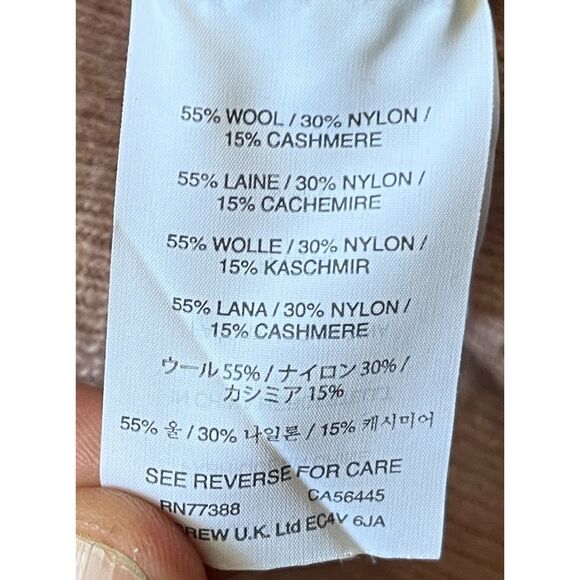 55% WOOL / 30% NYLON /
15% CASHMERE
55% LAINE / 30% NYLON /
15% CACHEMIRE
55% WOLLE / 30% NYLON /
15% KASCHMIR
55% LANA / 30% NYLON /
15% CASHMERE
ウール 55% / ナイロン 30% /
カシミア 15%
55% 울 / 30% 나일론 / 15% 캐시미어
SEE REVERSE FOR CARE
RN77388 CA56445
REW U.K. Ltd EC4V 6JA